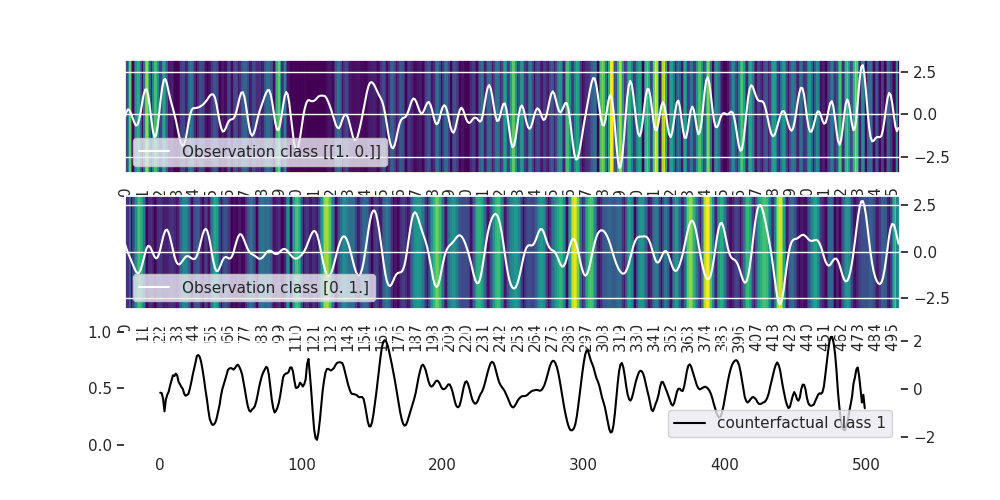 2.5
0.0
−2.5
Observation class [[1. 0.]]
2.5
0.0
−2.5
Observation class [0. 1.]
0 11 22 33 44 55 66 77 88 99 110 121 132 143 154 165 176 187 198 209 220 231 242 253 264 275 286 297 308 319 330 341 352 363 374 385 396 407 418 429 440 451 462 473 484 495
1.0
0.5
0.0
2
0
−2
counterfactual class 1
0 100 200 300 400 500